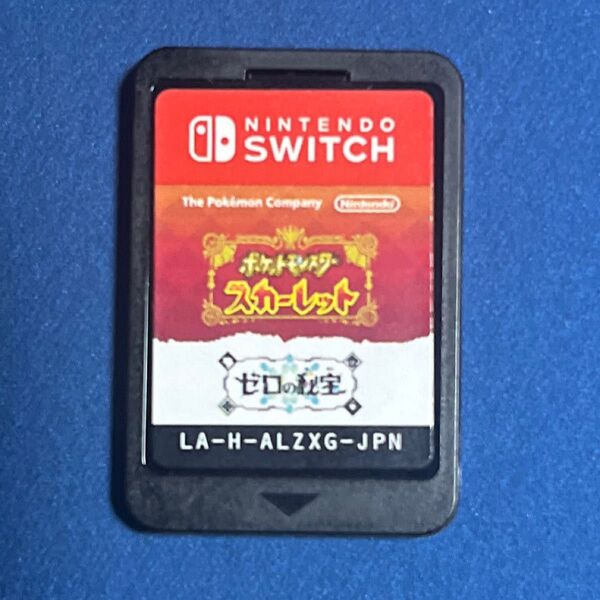 NINTENDO
SWITCH
The Pokémon Company Nintendo
ポケットモンスター
スカーレット
ゼロの秘宝
LA-H-ALZXG-JPN